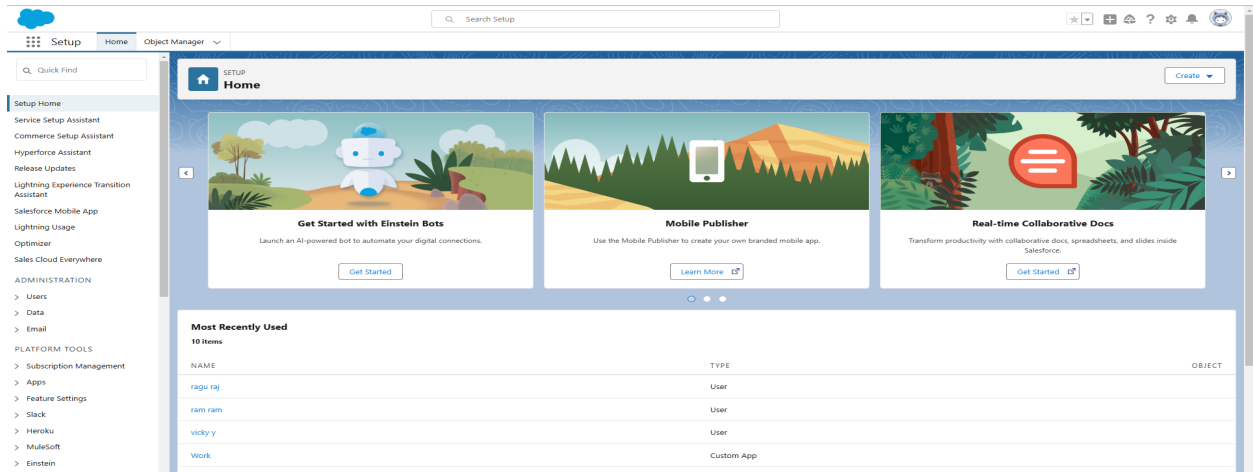 Search Setup
Setup
Home
Object Manager
Quick Find
Setup Home
Service Setup Assistant
Commerce Setup Assistant
Hyperforce Assistant
Release Updates
Lightning Experience Transition
Assistant
Salesforce Mobile App
Lightning Usage
Optimizer
Sales Cloud Everywhere
ADMINISTRATION
Users
Data
Email
PLATFORM TOOLS
Subscription Management
Apps
Feature Settings
Slack
Heroku
MuleSoft
Einstein
SETUP
Home
Create
Get Started with Einstein Bots
Launch an AI-powered bot to automate your digital connections.
Get Started
Mobile Publisher
Use the Mobile Publisher to create your own branded mobile app.
Learn More
Real-time Collaborative Docs
Transform productivity with collaborative docs, spreadsheets, and slides inside
Salesforce.
Get Started
Most Recently Used
10 items
NAME TYPE OBJECT
ragu raj User
ram ram User
vicky y User
Work Custom App